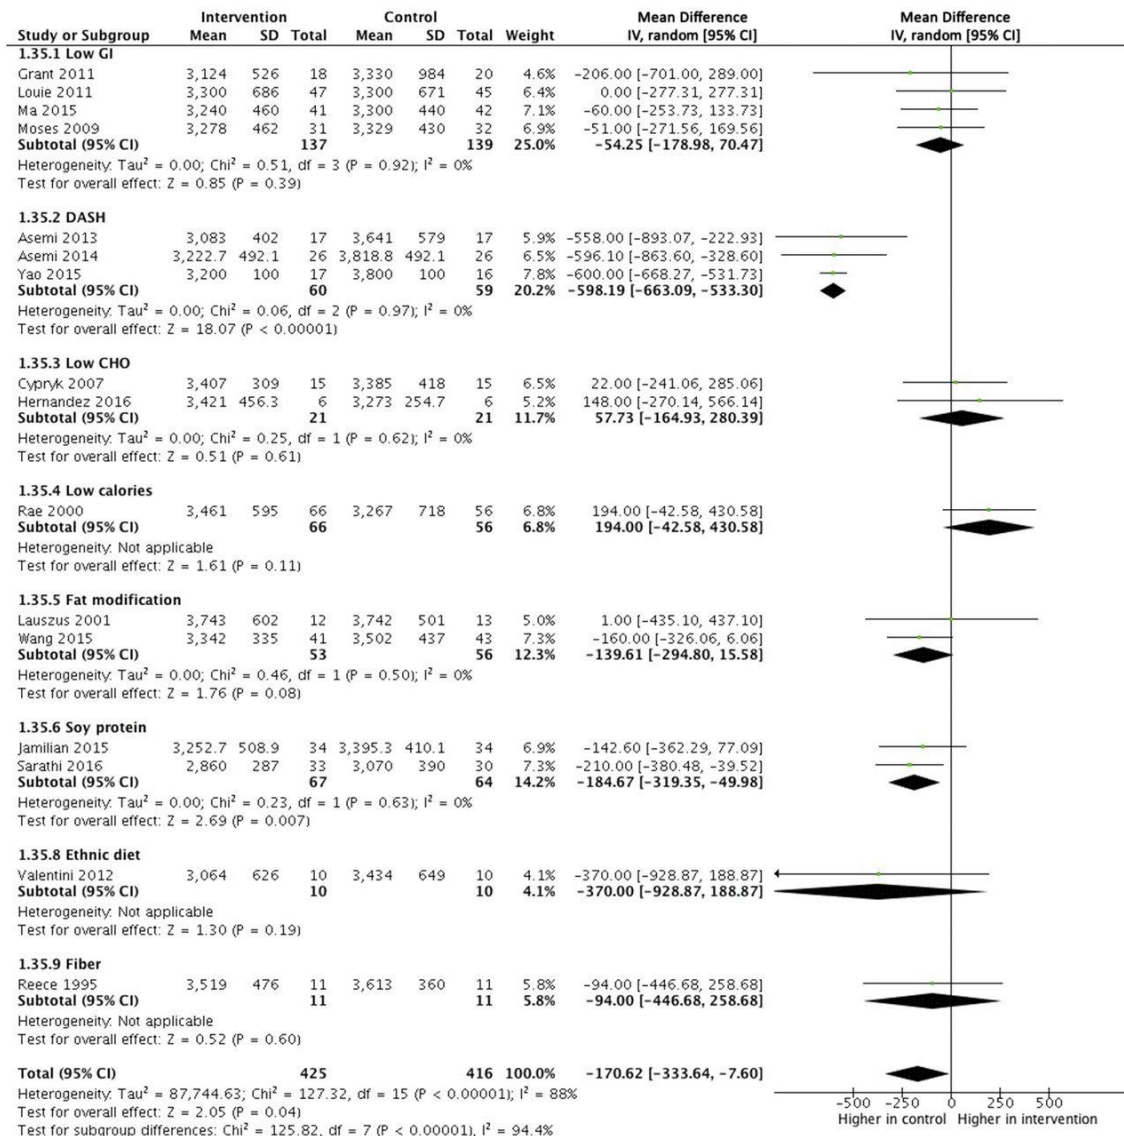 Intervention Control Mean Difference Mean Difference
Study or Subgroup Mean SD Total Mean SD Total Weight IV, random [95% CI] IV, random [95% CI]
1.35.1 Low GI
Grant 2011 3,124 526 18 3,330 984 20 4.6% −206.00 [−701.00, 289.00]
Louie 2011 3,300 686 47 3,300 671 45 6.4% 0.00 [−277.31, 277.31]
Ma 2015 3,240 460 41 3,300 440 42 7.1% −60.00 [−253.73, 133.73]
Moses 2009 3,278 462 31 3,329 430 32 6.9% −51.00 [−271.56, 169.56]
Subtotal (95% CI) 137 139 25.0% −54.25 [−178.98, 70.47]
Heterogeneity: Tau² = 0.00; Chi² = 0.51, df = 3 (P = 0.92); I² = 0%
Test for overall effect: Z = 0.85 (P = 0.39)
1.35.2 DASH
Asemi 2013 3,083 402 17 3,641 579 17 5.9% −558.00 [−893.07, −222.93]
Asemi 2014 3,222.7 492.1 26 3,818.8 492.1 26 6.5% −596.10 [−863.60, −328.60]
Yao 2015 3,200 100 17 3,800 100 16 7.8% −600.00 [−668.27, −531.73]
Subtotal (95% CI) 60 59 20.2% −598.19 [−663.09, −533.30]
Heterogeneity: Tau² = 0.00; Chi² = 0.06, df = 2 (P = 0.97); I² = 0%
Test for overall effect: Z = 18.07 (P < 0.00001)
1.35.3 Low CHO
Cypryk 2007 3,407 309 15 3,385 418 15 6.5% 22.00 [−241.06, 285.06]
Hernandez 2016 3,421 456.3 6 3,273 254.7 6 5.2% 148.00 [−270.14, 566.14]
Subtotal (95% CI) 21 21 11.7% 57.73 [−164.93, 280.39]
Heterogeneity: Tau² = 0.00; Chi² = 0.25, df = 1 (P = 0.62); I² = 0%
Test for overall effect: Z = 0.51 (P = 0.61)
1.35.4 Low calories
Rae 2000 3,461 595 66 3,267 718 56 6.8% 194.00 [−42.58, 430.58]
Subtotal (95% CI) 66 56 6.8% 194.00 [−42.58, 430.58]
Heterogeneity: Not applicable
Test for overall effect: Z = 1.61 (P = 0.11)
1.35.5 Fat modification
Lauszus 2001 3,743 602 12 3,742 501 13 5.0% 1.00 [−435.10, 437.10]
Wang 2015 3,342 335 41 3,502 437 43 7.3% −160.00 [−326.06, 6.06]
Subtotal (95% CI) 53 56 12.3% −139.61 [−294.80, 15.58]
Heterogeneity: Tau² = 0.00; Chi² = 0.46, df = 1 (P = 0.50); I² = 0%
Test for overall effect: Z = 1.76 (P = 0.08)
1.35.6 Soy protein
Jamilian 2015 3,252.7 508.9 34 3,395.3 410.1 34 6.9% −142.60 [−362.29, 77.09]
Sarathi 2016 2,860 287 33 3,070 390 30 7.3% −210.00 [−380.48, −39.52]
Subtotal (95% CI) 67 64 14.2% −184.67 [−319.35, −49.98]
Heterogeneity: Tau² = 0.00; Chi² = 0.23, df = 1 (P = 0.63); I² = 0%
Test for overall effect: Z = 2.69 (P = 0.007)
1.35.8 Ethnic diet
Valentini 2012 3,064 626 10 3,434 649 10 4.1% −370.00 [−928.87, 188.87]
Subtotal (95% CI) 10 10 4.1% −370.00 [−928.87, 188.87]
Heterogeneity: Not applicable
Test for overall effect: Z = 1.30 (P = 0.19)
1.35.9 Fiber
Reece 1995 3,519 476 11 3,613 360 11 5.8% −94.00 [−446.68, 258.68]
Subtotal (95% CI) 11 11 5.8% −94.00 [−446.68, 258.68]
Heterogeneity: Not applicable
Test for overall effect: Z = 0.52 (P = 0.60)
Total (95% CI) 425 416 100.0% −170.62 [−333.64, −7.60]
Heterogeneity: Tau² = 87,744.63; Chi² = 127.32, df = 15 (P < 0.00001); I² = 88%
Test for overall effect: Z = 2.05 (P = 0.04)
Test for subgroup differences: Chi² = 125.82, df = 7 (P < 0.00001), I² = 94.4%
−500 −250 0 250 500
Higher in control Higher in intervention